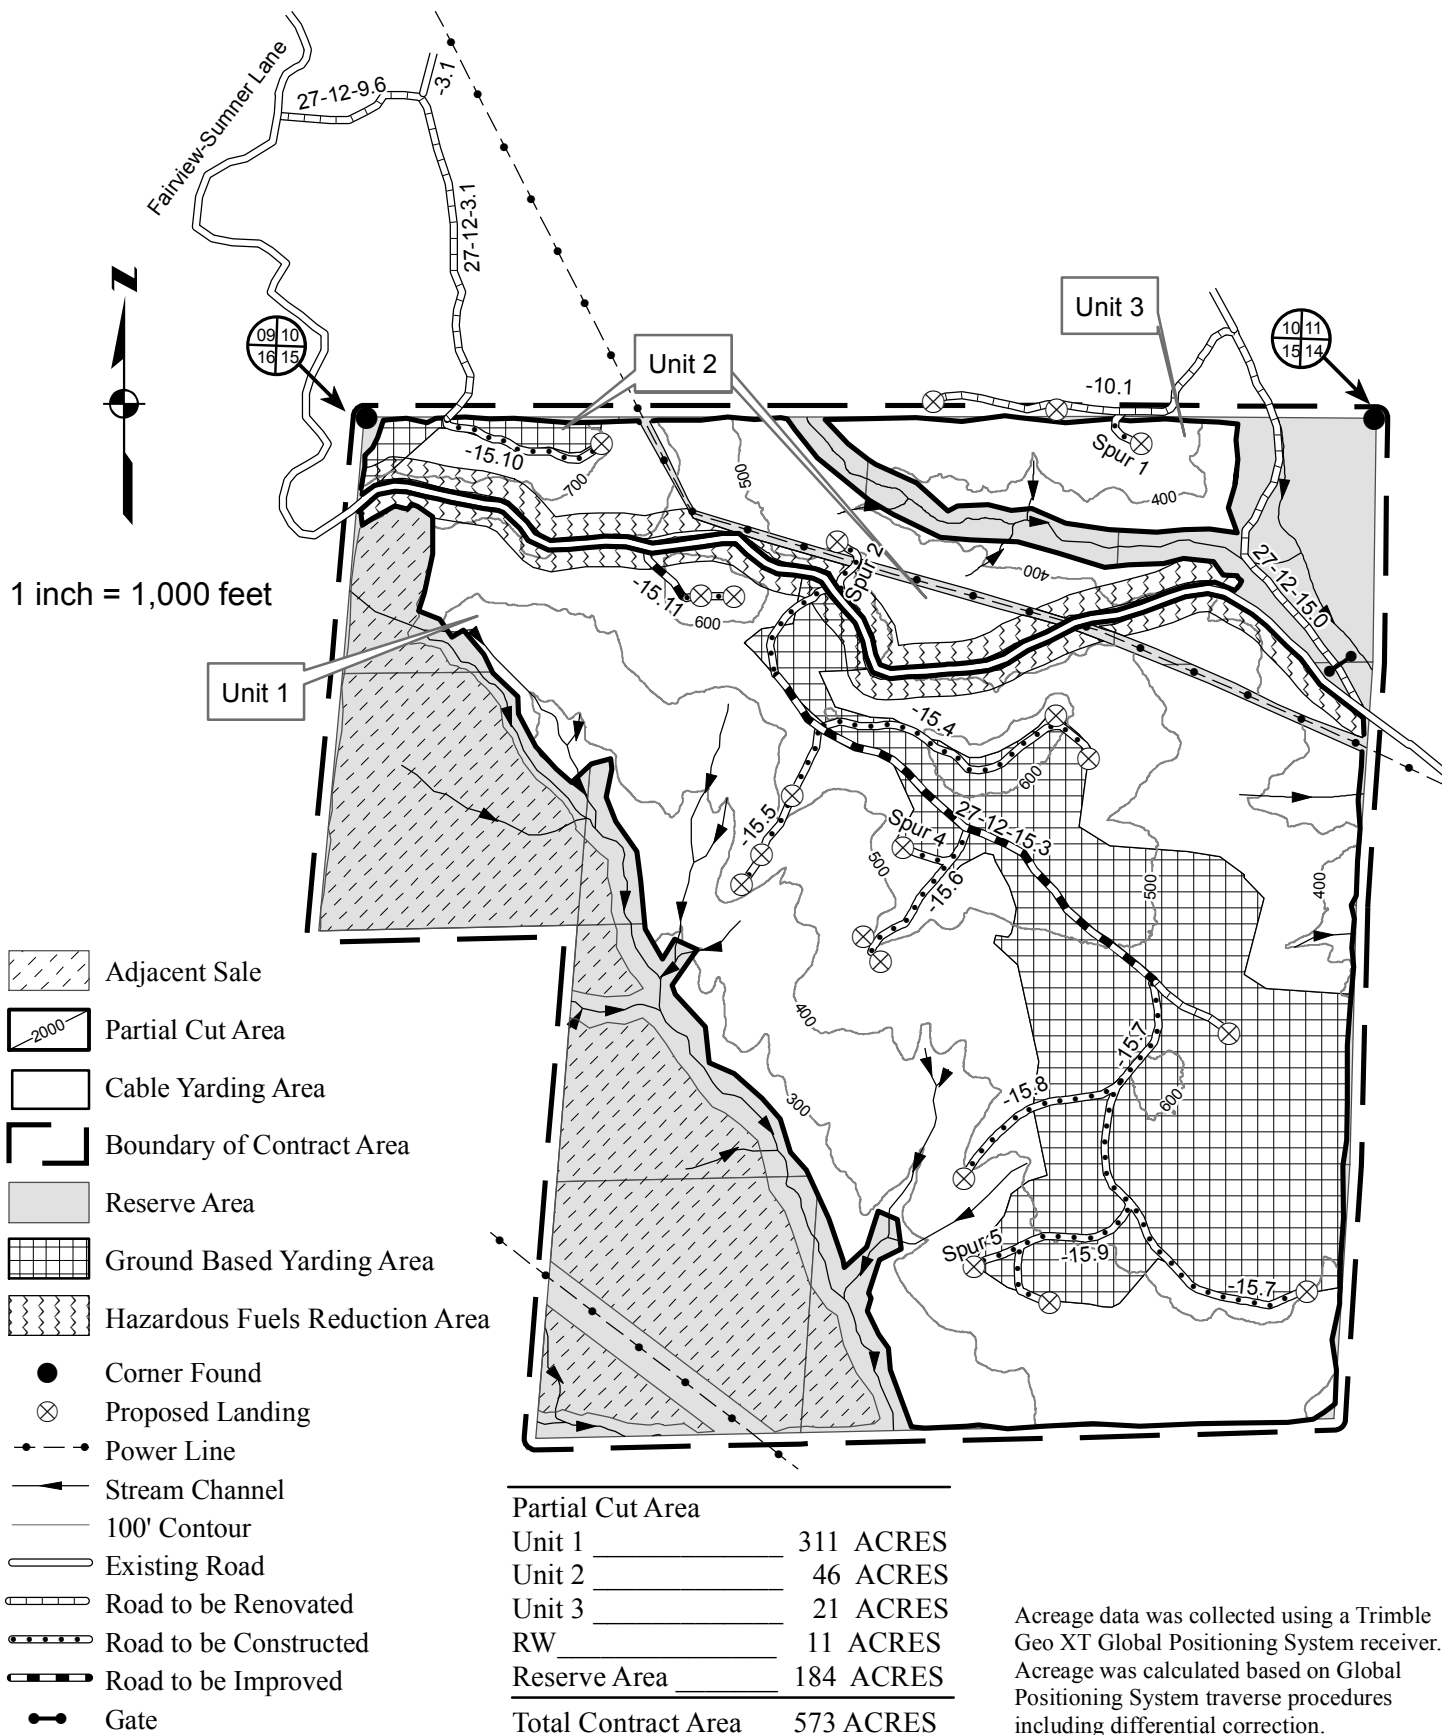 Fairview-Sumner Lane
27-12-9.6
-3.1
27-12-3.1
N
09 10
16 15
Unit 2
Unit 3
10 11
15 14
-10.1
Spur 1
-15.10
700
500
400
400
Spur 2
-15.11
600
27-12-15.0
1 inch = 1,000 feet
Unit 1
-15.4
600
27-12-15.3
-15.5
Spur 4
500
-15.6
500
400
400
-15.7
-15.8
600
300
Spur 5
-15.9
-15.7
Adjacent Sale
2000
Partial Cut Area
Cable Yarding Area
Boundary of Contract Area
Reserve Area
Ground Based Yarding Area
Hazardous Fuels Reduction Area
Corner Found
Proposed Landing
Power Line
Stream Channel
100' Contour
Existing Road
Road to be Renovated
Road to be Constructed
Road to be Improved
Gate
Partial Cut Area
Unit 1 ______________ 311 ACRES
Unit 2 ______________ 46 ACRES
Unit 3 ______________ 21 ACRES
RW________________ 11 ACRES
Reserve Area _______ 184 ACRES
Total Contract Area 573 ACRES
Acreage data was collected using a Trimble
Geo XT Global Positioning System receiver.
Acreage was calculated based on Global
Positioning System traverse procedures
including differential correction.